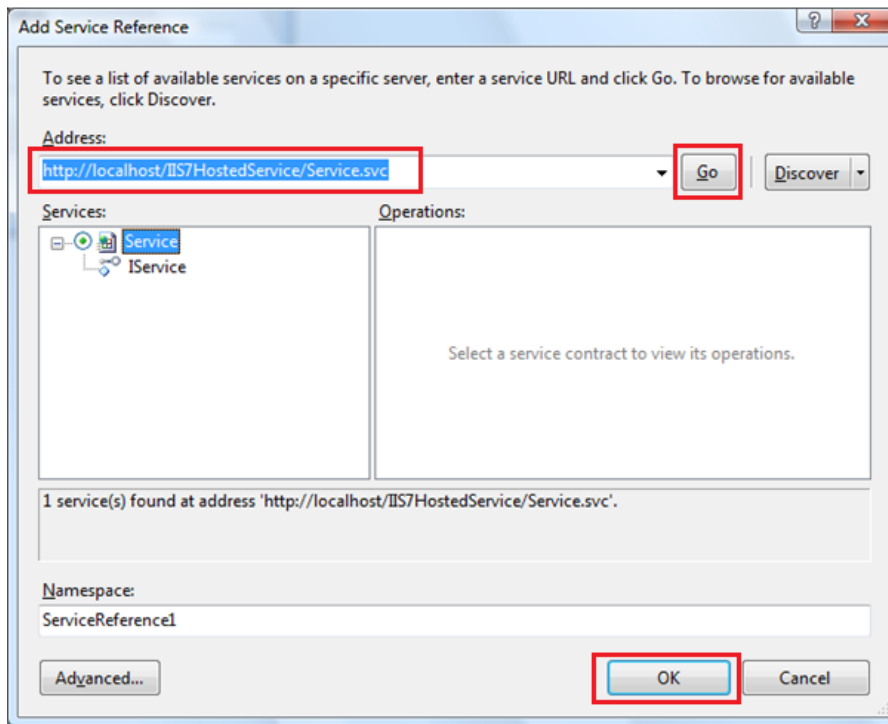 Add Service Reference
To see a list of available services on a specific server, enter a service URL and click Go. To browse for available
services, click Discover.
Address:
http://localhost/IIS7HostedService/Service.svc
Go
Discover
Services:
Operations:
Service
IService
Select a service contract to view its operations.
1 service(s) found at address 'http://localhost/IIS7HostedService/Service.svc'.
Namespace:
ServiceReference1
Advanced...
OK
Cancel